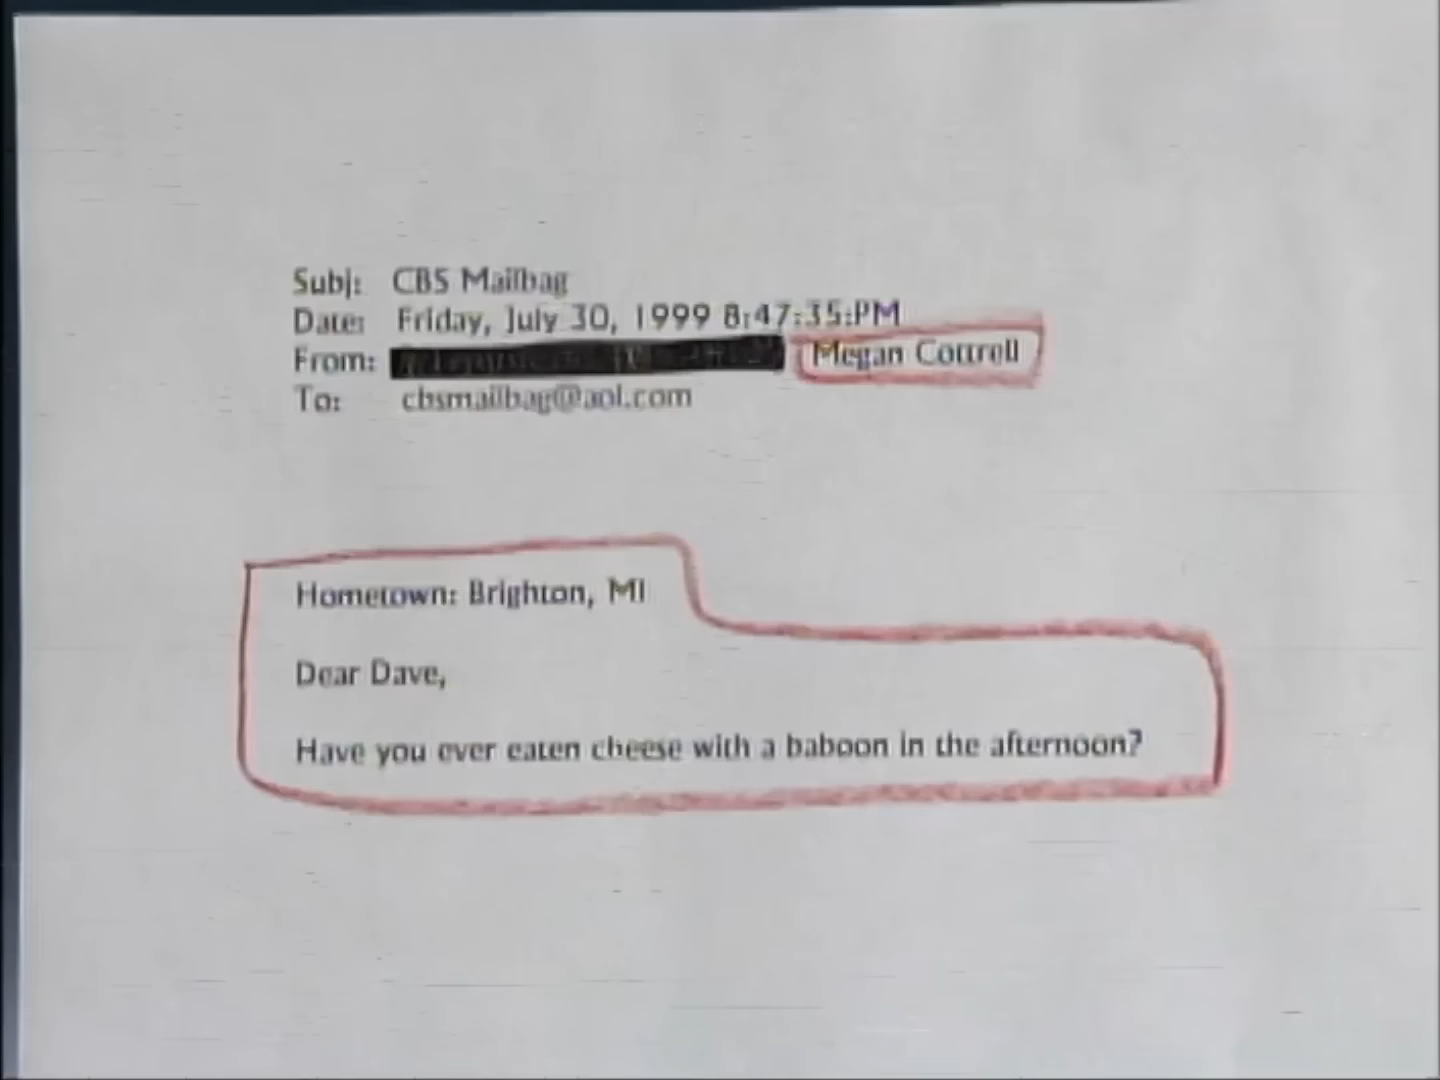 Subj: CBS Mailbag
Date: Friday, July 30, 1999 8:47:35:PM
From: Megan Cottrell
To: cbsmailbag@aol.com
Hometown: Brighton, MI
Dear Dave,
Have you ever eaten cheese with a baboon in the afternoon?